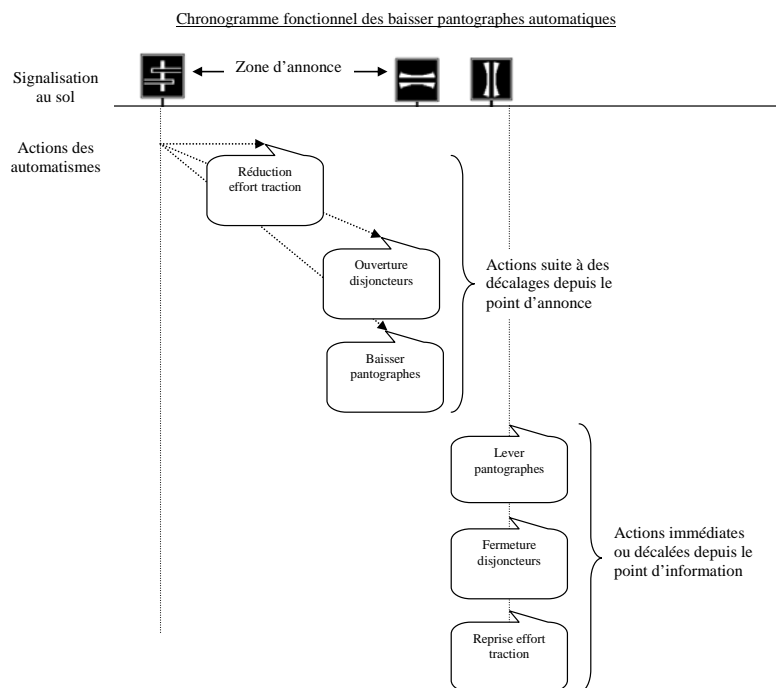 Chronogramme fonctionnel des baisser pantographes automatiques
Signalisation
au sol
Zone d'annonce
Actions des
automatismes
Réduction
effort traction
Ouverture
disjoncteurs
Baisser
pantographes
Actions suite à des
décalages depuis le
point d'annonce
Lever
pantographes
Fermeture
disjoncteurs
Reprise effort
traction
Actions immédiates
ou décalées depuis le
point d'information